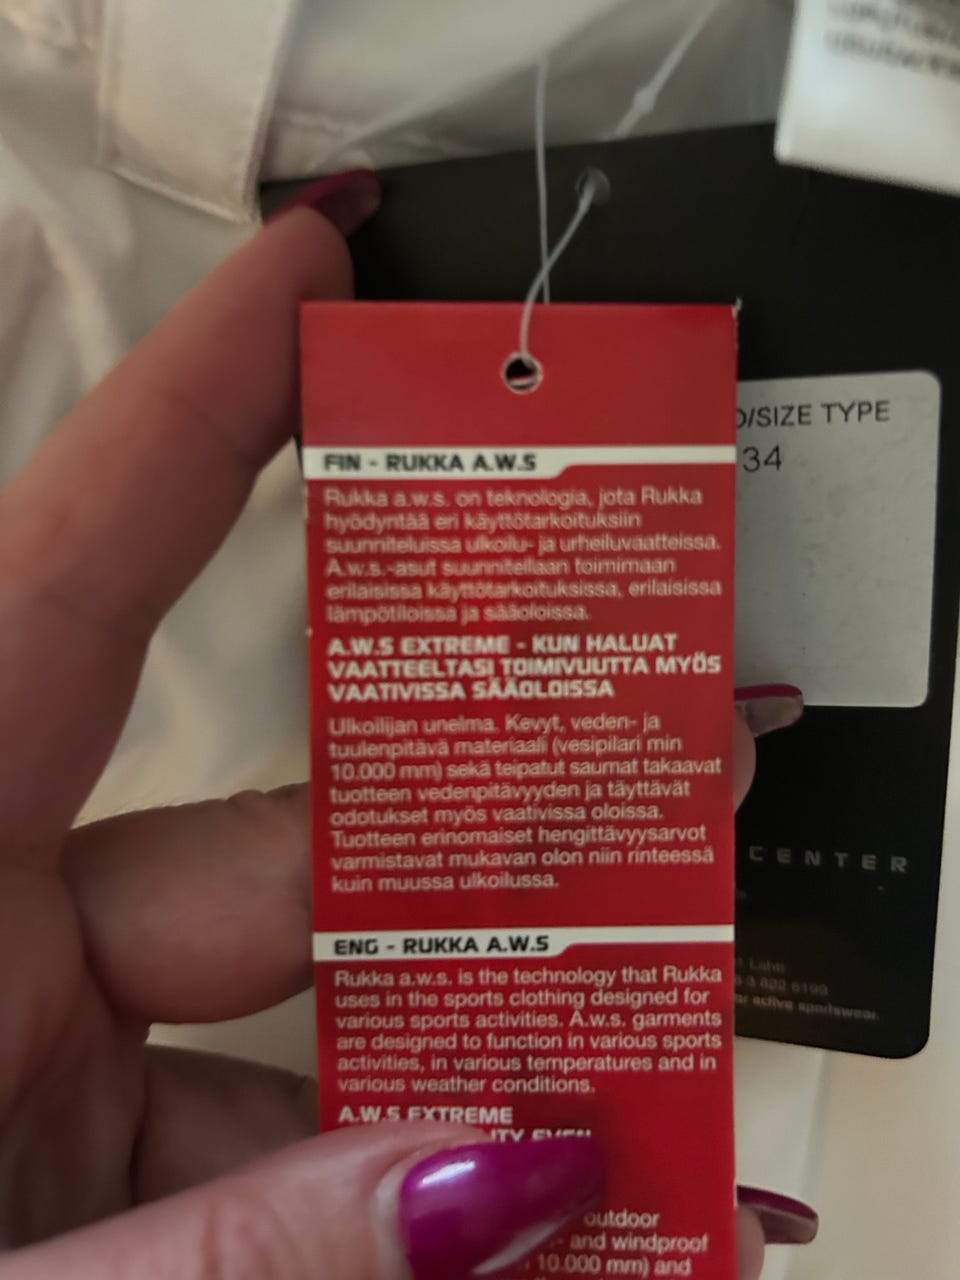 FIN - RUKKA A.W.S
Rukka a.w.s. on teknologia, jota Rukka
hyödyntää eri käyttötarkoituksiin
suunniteluissa ulkoilu- ja urheiluvaatteissa.
A.w.s.-asut suunnitellaan toimimaan
erilaisissa käyttötarkoituksissa, erilaisissa
lämpötiloissa ja sääoloissa.
A.W.S EXTREME - KUN HALUAT
VAATTEELTASI TOIMIVUUTTA MYÖS
VAATIVISSA SÄÄOLOISSA
Ulkoilijan unelma. Kevyt, veden- ja
tuulenpitävä materiaali (vesipilari min
10.000 mm) sekä teipatut saumat takaavat
tuotteen vedenpitävyyden ja täyttävät
odotukset myös vaativissa oloissa.
Tuotteen erinomaiset hengittävyysarvot
varmistavat mukavan olon niin rinteessä
kuin muussa ulkoilussa.
ENG - RUKKA A.W.S
Rukka a.w.s. is the technology that Rukka
uses in the sports clothing designed for
various sports activities. A.w.s. garments
are designed to function in various sports
activities, in various temperatures and in
various weather conditions.
A.W.S EXTREME
EVEN
outdoor
and windproof
10.000 mm) and
/SIZE TYPE
34
CENTER
Lahti
3 822 8199
active sportswear.